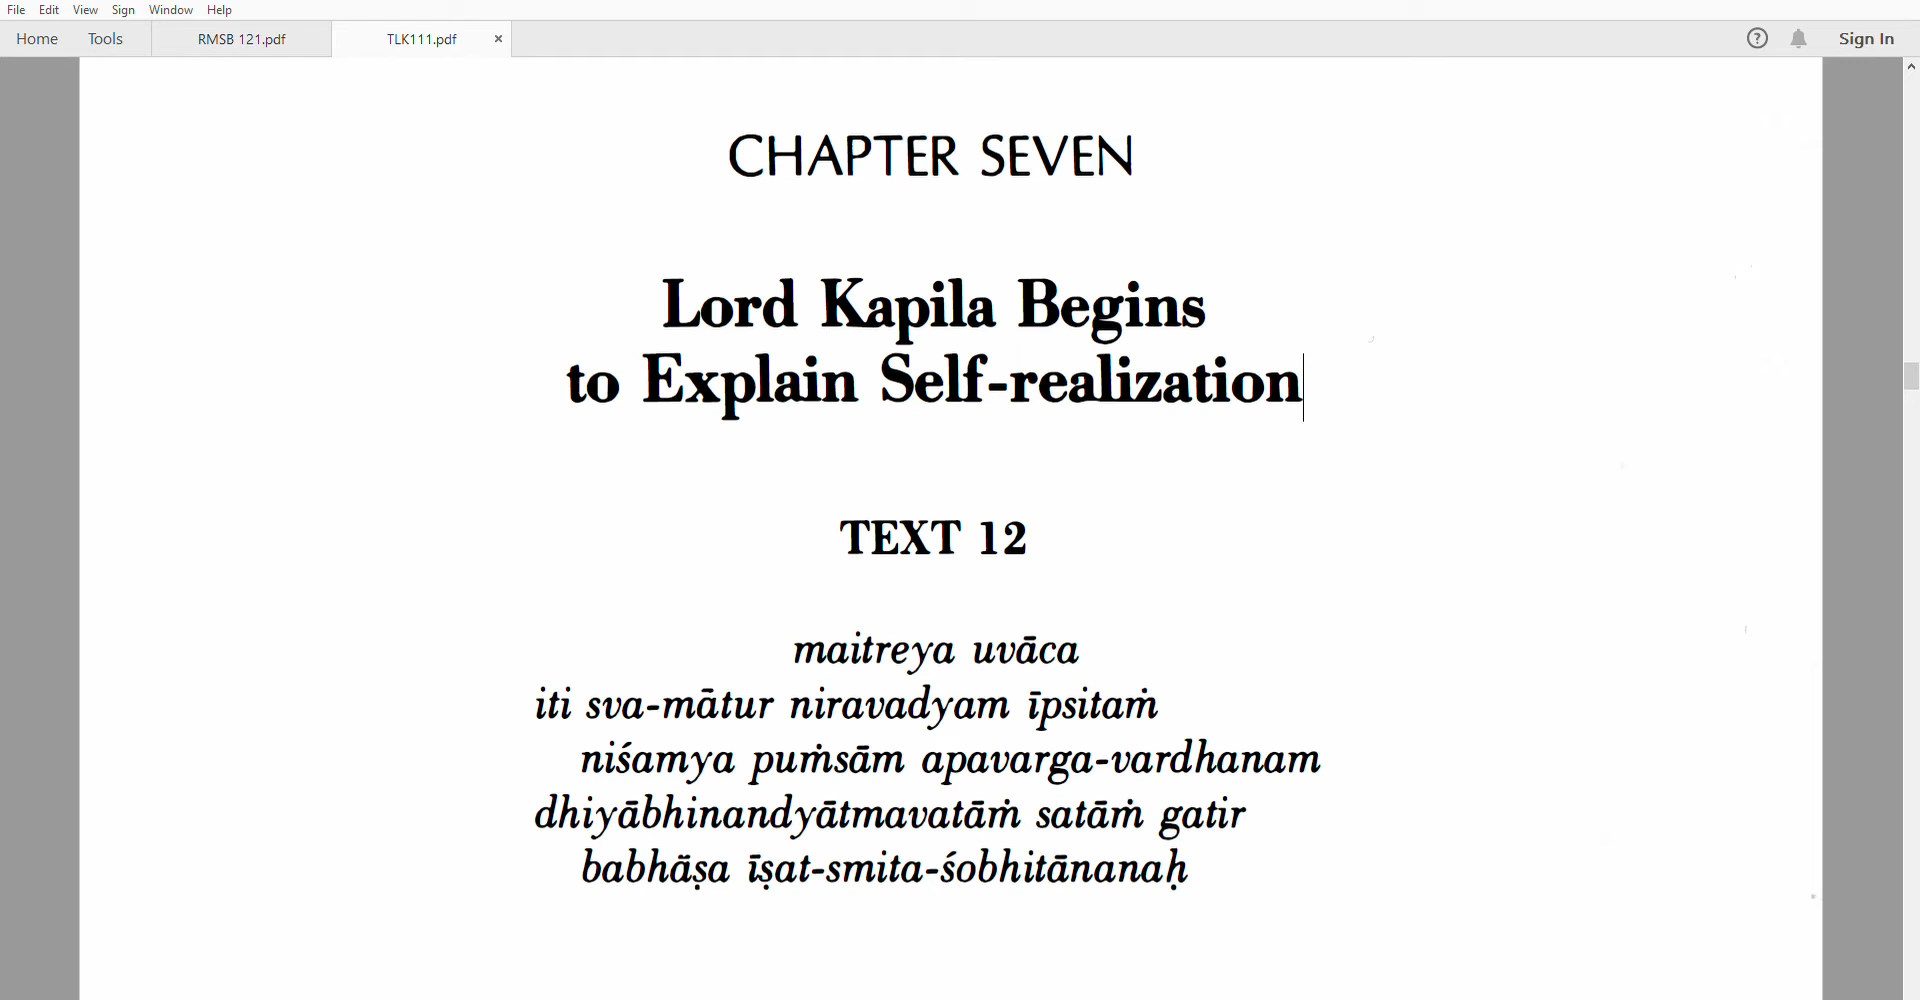 File Edit View Sign Window Help
Home Tools RMSB 121.pdf TLK111.pdf × Sign In
CHAPTER SEVEN
Lord Kapila Begins
to Explain Self-realization
TEXT 12
maitreya uvāca
iti sva-mātur niravadyam īpsitaṁ
niśamya puṁsām apavarga-vardhanam
dhiyābhinandyātmavatāṁ satāṁ gatir
babhāṣa īṣat-smita-śobhitānanaḥ